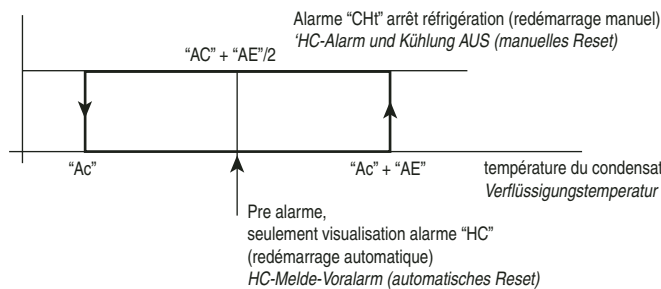 Alarme “CHt” arrêt réfrigération (redémarrage manuel)
‘HC-Alarm und Kühlung AUS (manuelles Reset)
“AC” + “AE”/2
“Ac”
“Ac” + “AE”
température du condensat
Verflüssigungstemperatur
Pre alarme,
seulement visualisation alarme “HC”
(redémarrage automatique)
HC-Melde-Voralarm (automatisches Reset)